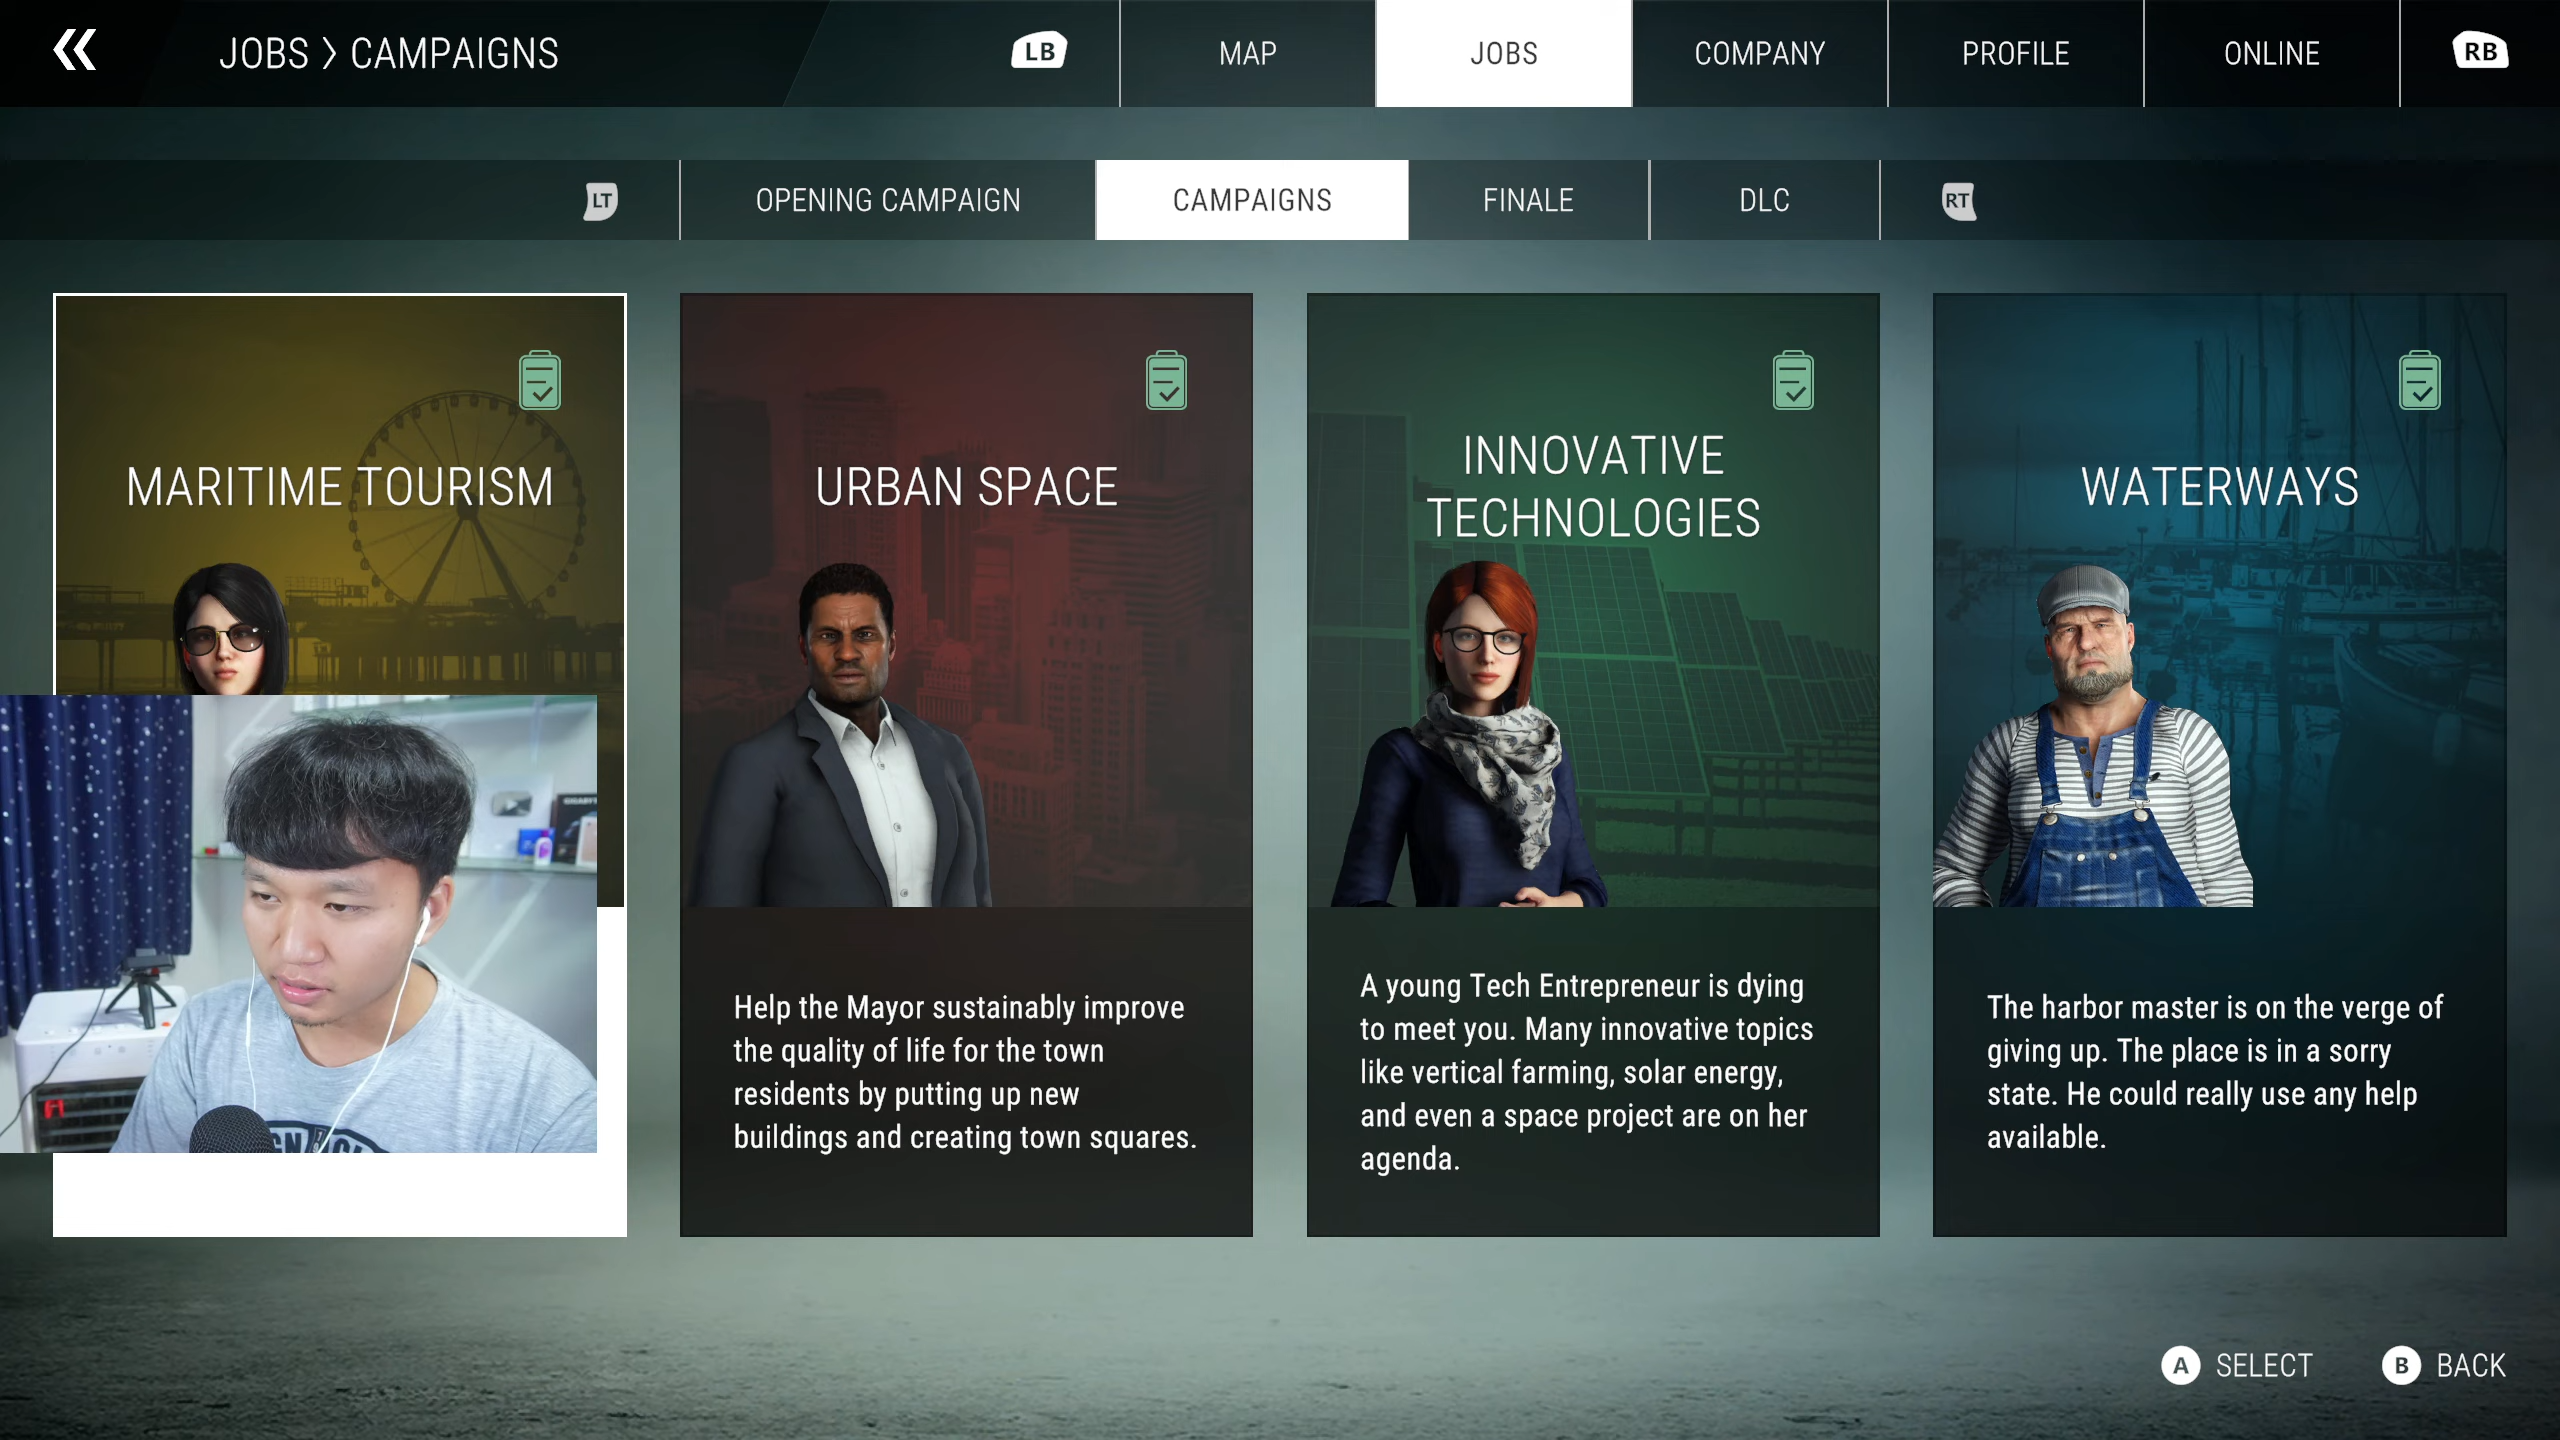 JOBS > CAMPAIGNS
LB
MAP
JOBS
COMPANY
PROFILE
ONLINE
RB
LT
OPENING CAMPAIGN
CAMPAIGNS
FINALE
DLC
RT
MARITIME TOURISM
URBAN SPACE
Help the Mayor sustainably improve
the quality of life for the town
residents by putting up new
buildings and creating town squares.
INNOVATIVE
TECHNOLOGIES
A young Tech Entrepreneur is dying
to meet you. Many innovative topics
like vertical farming, solar energy,
and even a space project are on her
agenda.
WATERWAYS
The harbor master is on the verge of
giving up. The place is in a sorry
state. He could really use any help
available.
A SELECT
B BACK